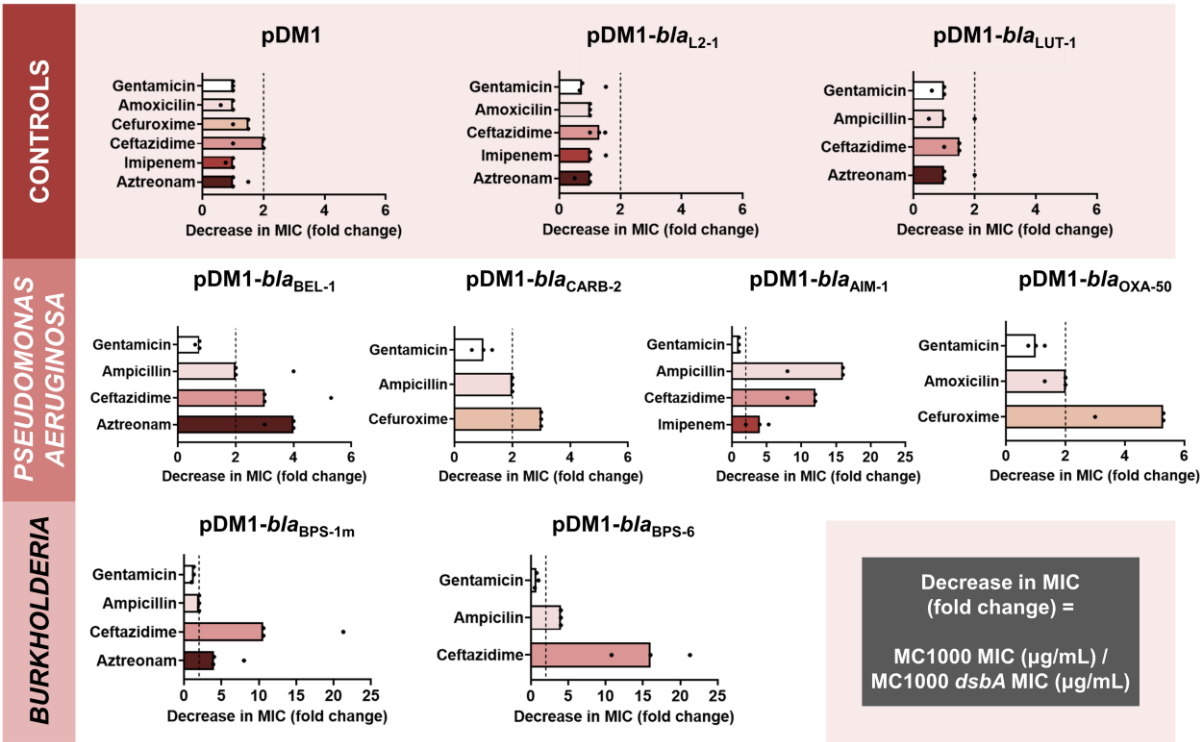 CONTROLS
pDM1
Gentamicin
Amoxicilin
Cefuroxime
Ceftazidime
Imipenem
Aztreonam
0 2 4 6
Decrease in MIC (fold change)
pDM1-blaL2-1
Gentamicin
Amoxicilin
Ceftazidime
Imipenem
Aztreonam
0 2 4 6
Decrease in MIC (fold change)
pDM1-blaLUT-1
Gentamicin
Ampicillin
Ceftazidime
Aztreonam
0 2 4 6
Decrease in MIC (fold change)
PSEUDOMONAS
AERUGINOSA
pDM1-blaBEL-1
Gentamicin
Ampicillin
Ceftazidime
Aztreonam
0 2 4 6
Decrease in MIC (fold change)
pDM1-blaCARB-2
Gentamicin
Ampicillin
Cefuroxime
0 2 4 6
Decrease in MIC (fold change)
pDM1-blaAIM-1
Gentamicin
Ampicillin
Ceftazidime
Imipenem
0 5 10 15 20 25
Decrease in MIC (fold change)
pDM1-blaOXA-50
Gentamicin
Amoxicilin
Cefuroxime
0 2 4 6
Decrease in MIC (fold change)
BURKHOLDERIA
pDM1-blaBPS-1m
Gentamicin
Ampicillin
Ceftazidime
Aztreonam
0 5 10 15 20 25
Decrease in MIC (fold change)
pDM1-blaBPS-6
Gentamicin
Ampicilin
Ceftazidime
0 5 10 15 20 25
Decrease in MIC (fold change)
Decrease in MIC
(fold change) =
MC1000 MIC (µg/mL) /
MC1000 dsbA MIC (µg/mL)